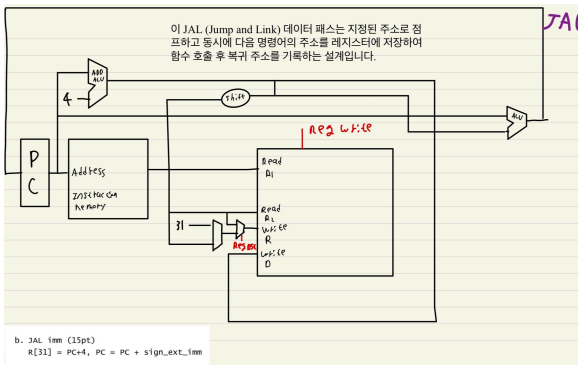 이 JAL (Jump and Link) 데이터 패스는 지정된 주소로 점
프하고 동시에 다음 명령어의 주소를 레지스터에 저장하여
함수 호출 후 복귀 주소를 기록하는 설계입니다.
JAL
ADD
ALU
4
shift
ALU
Reg write
P
C
Address
Instruction
Memory
Read
R1
Read
R2
31
Write
R
Write
D
b. JAL imm (15pt)
R[31] = PC+4, PC = PC + sign_ext_imm